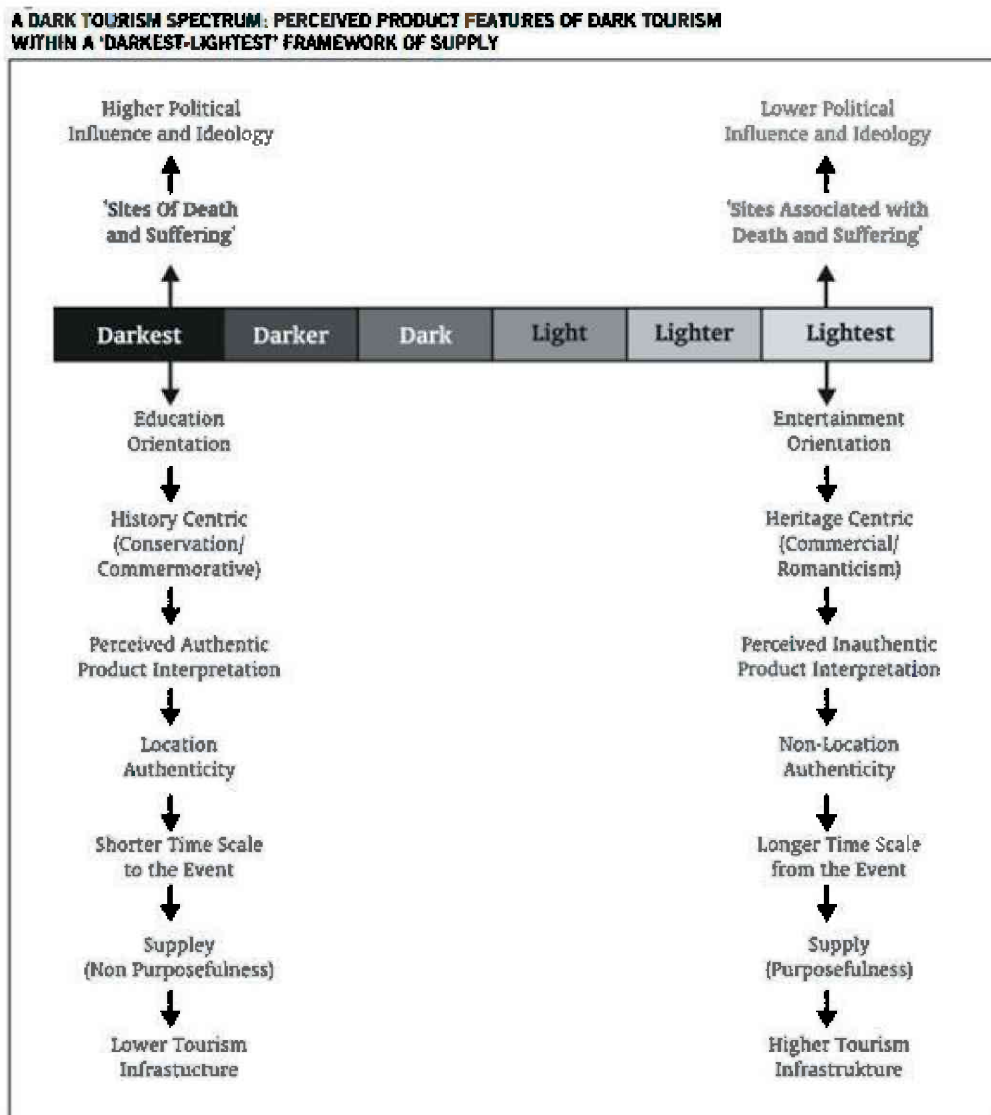 A DARK TOURISM SPECTRUM: PERCEIVED PRODUCT FEATURES OF DARK TOURISM
WITHIN A 'DARKEST-LIGHTEST' FRAMEWORK OF SUPPLY
Higher Political
Influence and Ideology
Lower Political
Influence and Ideology
'Sites Of Death
and Suffering'
'Sites Associated with
Death and Suffering'
Darkest
Darker
Dark
Light
Lighter
Lightest
Education
Orientation
Entertainment
Orientation
History Centric
(Conservation/
Commermorative)
Heritage Centric
(Commercial/
Romanticism)
Perceived Authentic
Product Interpretation
Perceived Inauthentic
Product Interpretation
Location
Authenticity
Non-Location
Authenticity
Shorter Time Scale
to the Event
Longer Time Scale
from the Event
Suppley
(Non Purposefulness)
Supply
(Purposefulness)
Lower Tourism
Infrastucture
Higher Tourism
Infrastrukture